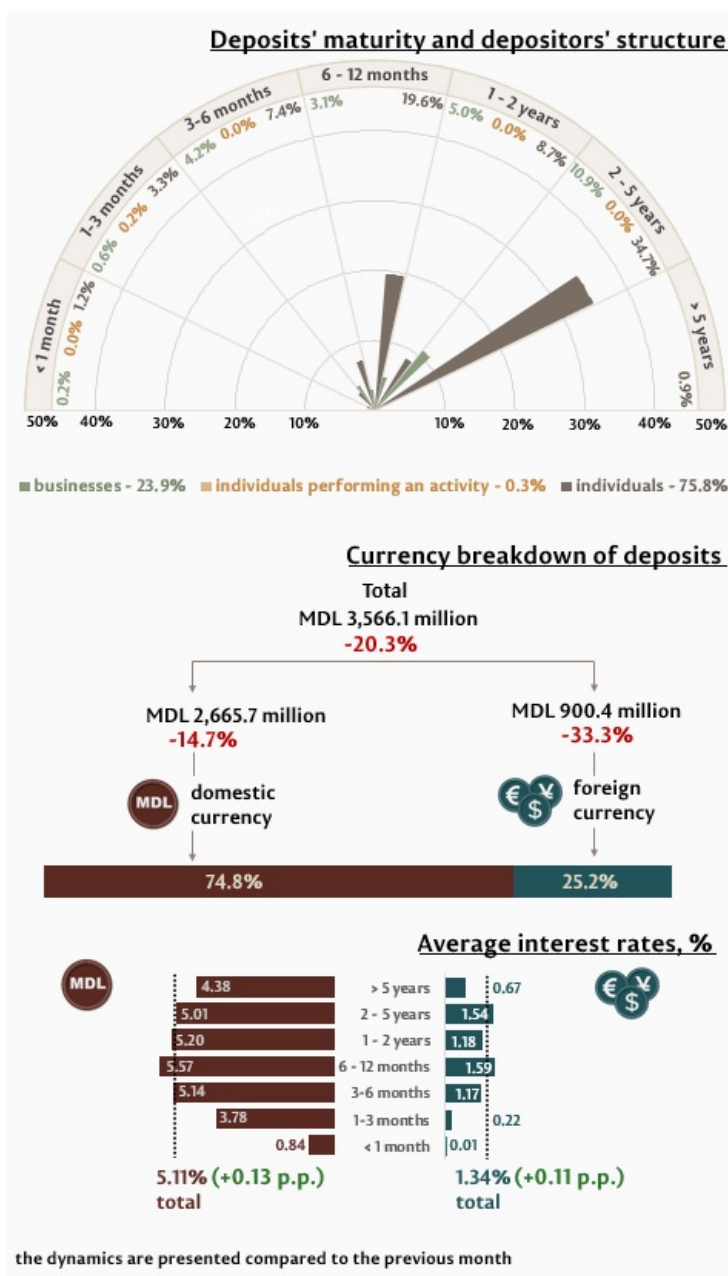 Deposits' maturity and depositors' structure
< 1 month
1-3 months
3-6 months
6 - 12 months
1 - 2 years
2 - 5 years
> 5 years
0.2% 0.0% 1.2%
0.6% 0.2% 3.3%
4.2% 0.0% 7.4%
3.1% 19.6%
5.0% 0.0% 8.7%
10.9% 0.0% 34.7%
0.9%
50% 40% 30% 20% 10% 10% 20% 30% 40% 50%
businesses - 23.9% individuals performing an activity - 0.3% individuals - 75.8%
Currency breakdown of deposits
Total
MDL 3,566.1 million
-20.3%
MDL 2,665.7 million
-14.7%
MDL
domestic
currency
MDL 900.4 million
-33.3%
€ ¥ $
foreign
currency
74.8% 25.2%
Average interest rates, %
MDL
€ ¥ $
4.38 > 5 years 0.67
5.01 2 - 5 years 1.54
5.20 1 - 2 years 1.18
5.57 6 - 12 months 1.59
5.14 3-6 months 1.17
3.78 1-3 months 0.22
0.84 < 1 month 0.01
5.11% (+0.13 p.p.)
total
1.34% (+0.11 p.p.)
total
the dynamics are presented compared to the previous month